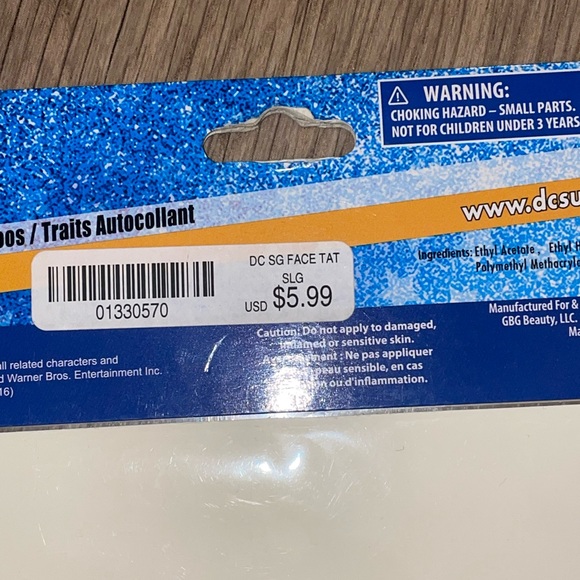 WARNING:
CHOKING HAZARD – SMALL PARTS.
NOT FOR CHILDREN UNDER 3 YEARS
www.dcsu
oos / Traits Autocollant
Ingredients: Ethyl Acetate, Ethyl H
Polymethyl Methacryla
DC SG FACE TAT
SLG
01330570
USD $5.99
Manufactured For &
GBG Beauty, LLC.
Ma
Caution: Do not apply to damaged,
inflamed or sensitive skin.
Avertissement : Ne pas appliquer
peau sensible, en cas
ou d'inflammation.
all related characters and
d Warner Bros. Entertainment Inc.
16)